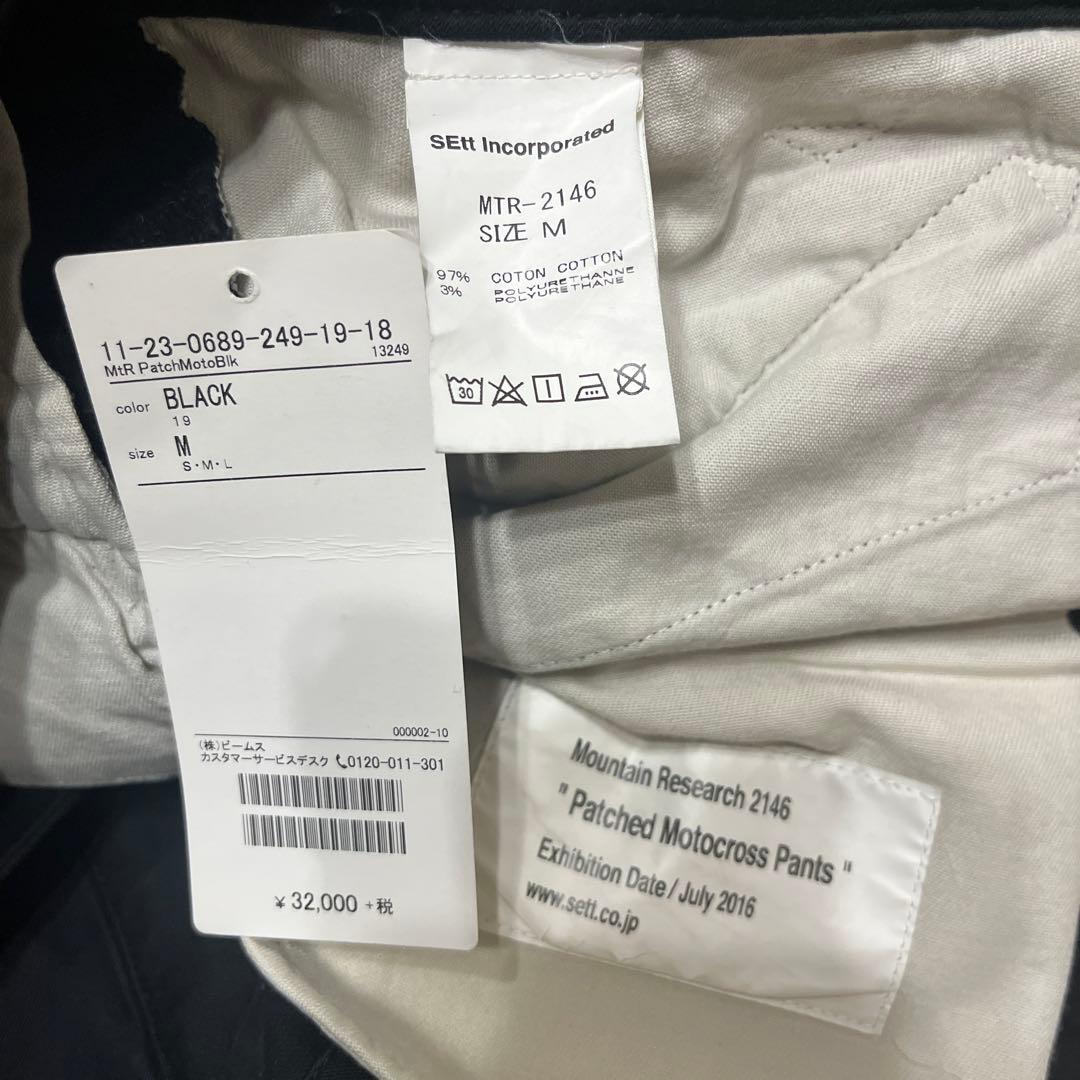 SEtt Incorporated
MTR-2146
SIZE M
97% COTON COTTON
3% POLYURETHANNE
POLYURETHANE
30
11-23-0689-249-19-18
MtR PatchMotoBlk 13249
color BLACK
19
size M
S・M・L
000002-10
(株)ビームス
カスタマーサービスデスク 0120-011-301
¥ 32,000 +税
Mountain Research 2146
" Patched Motocross Pants "
Exhibition Date / July 2016
www.sett.co.jp